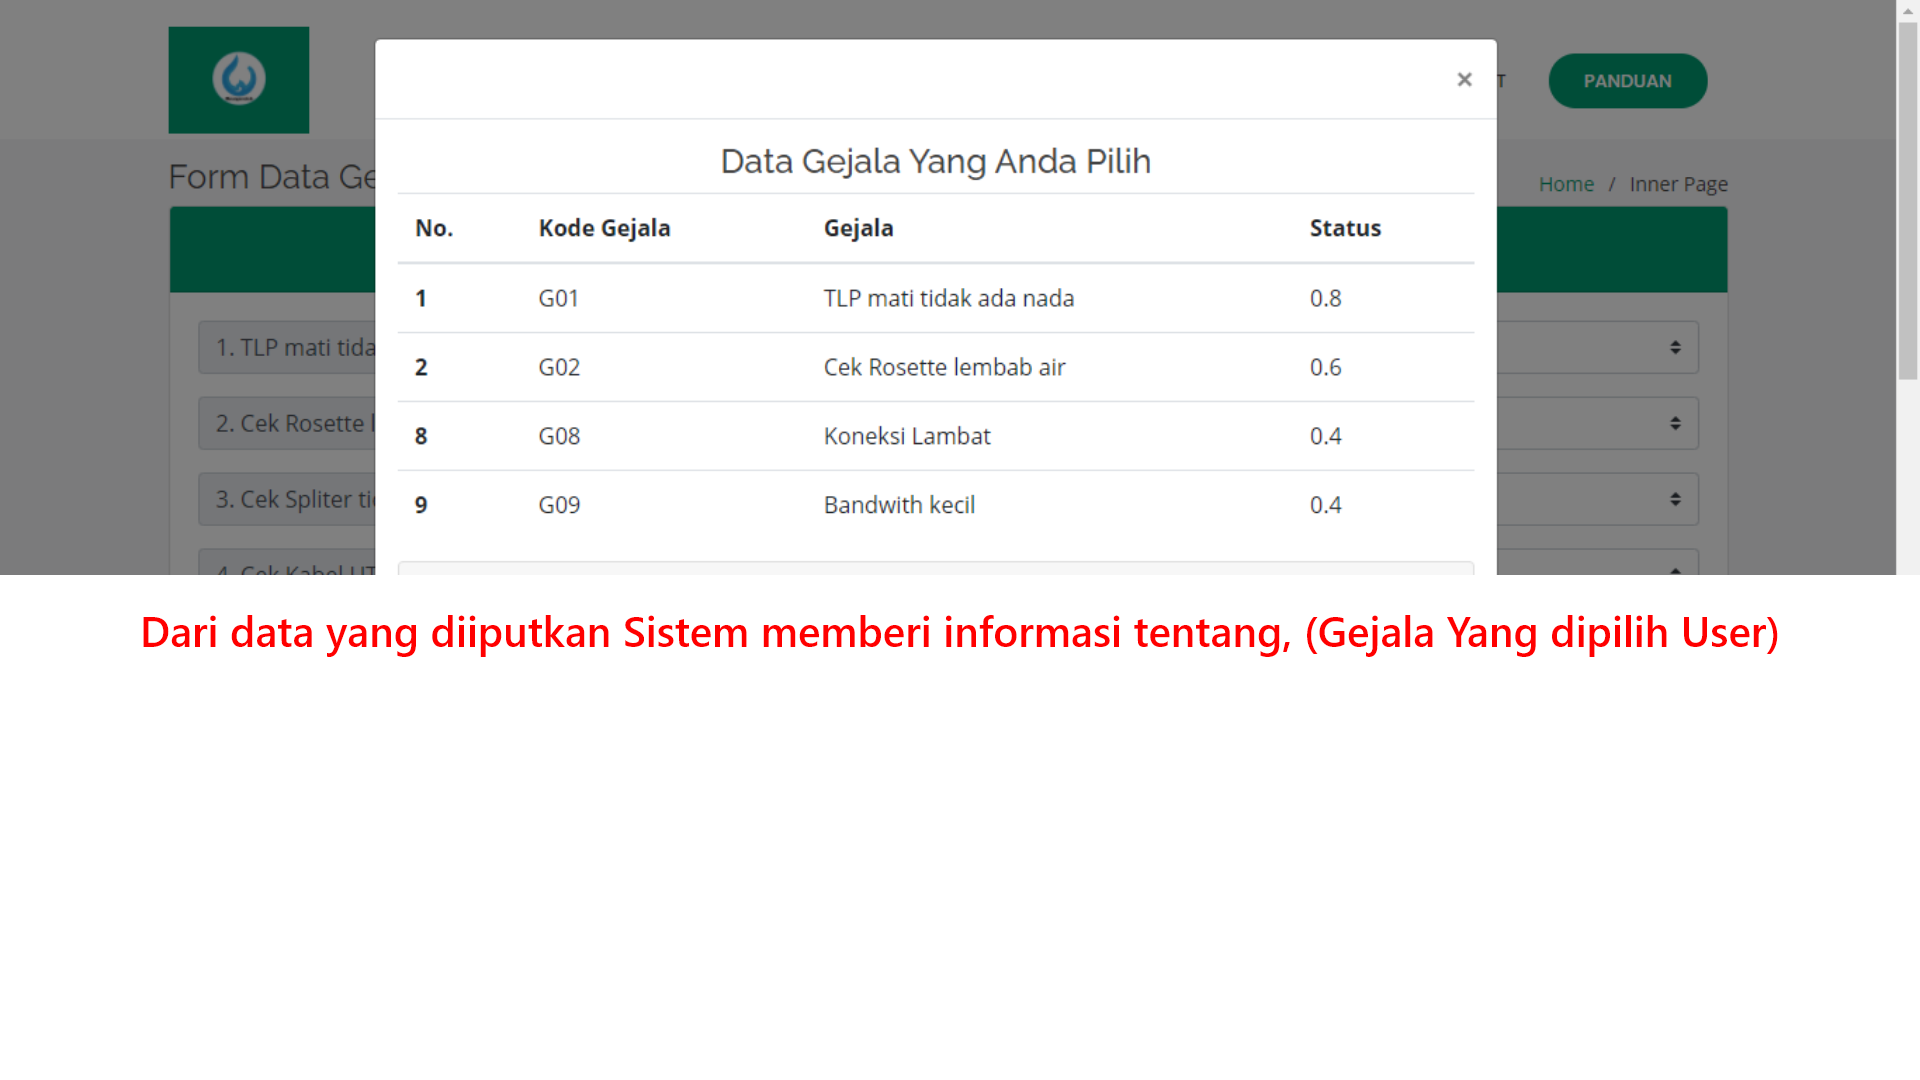 T
PANDUAN
×
Form Data Ge
Data Gejala Yang Anda Pilih
Home / Inner Page
No. Kode Gejala Gejala Status
1 G01 TLP mati tidak ada nada 0.8
2 G02 Cek Rosette lembab air 0.6
8 G08 Koneksi Lambat 0.4
9 G09 Bandwith kecil 0.4
1. TLP mati tida
2. Cek Rosette l
3. Cek Spliter ti
4. Cek Kabel UT
Dari data yang diiputkan Sistem memberi informasi tentang, (Gejala Yang dipilih User)